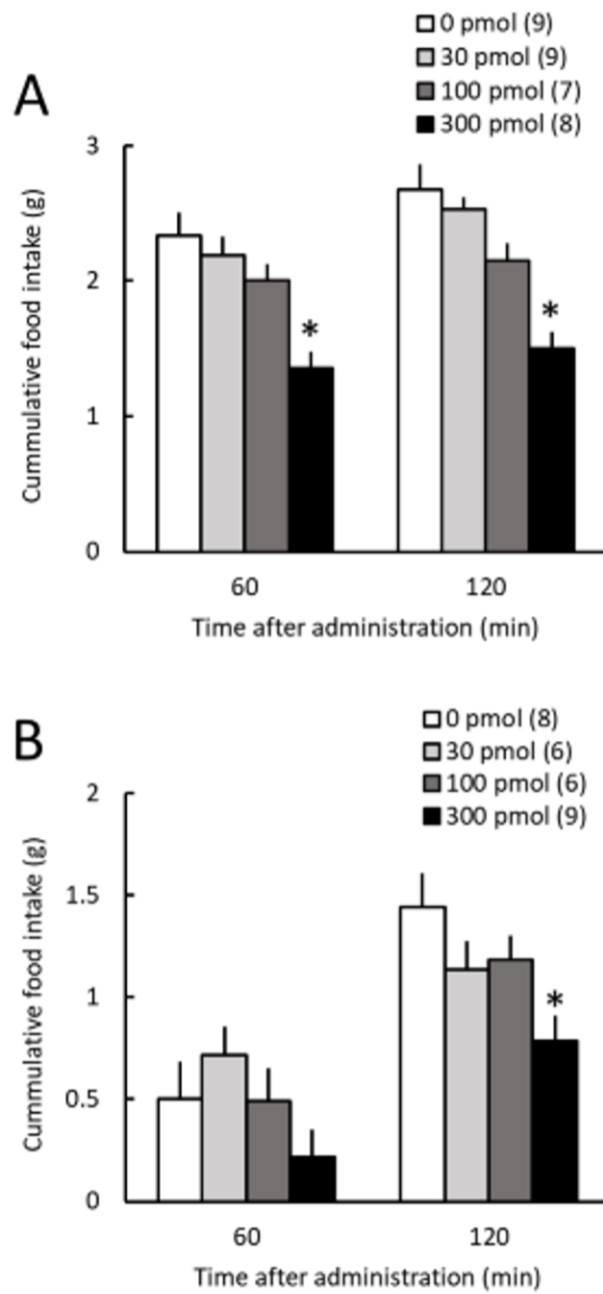 A
0 pmol (9)
30 pmol (9)
100 pmol (7)
300 pmol (8)
Cummulative food intake (g)
3
2
1
0
*
*
60
120
Time after administration (min)
B
0 pmol (8)
30 pmol (6)
100 pmol (6)
300 pmol (9)
Cummulative food intake (g)
2
1.5
1
0.5
0
*
60
120
Time after administration (min)